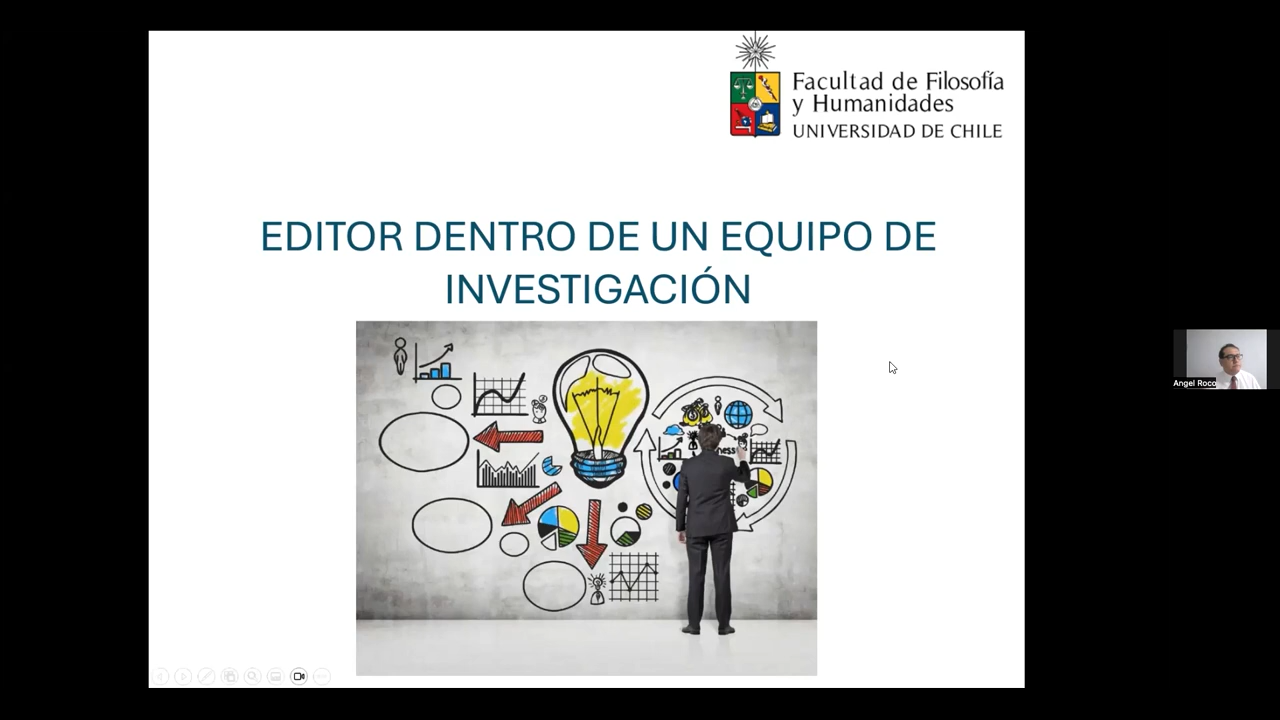 Facultad de Filosofía
y Humanidades
UNIVERSIDAD DE CHILE
EDITOR DENTRO DE UN EQUIPO DE
INVESTIGACIÓN
Angel Roco